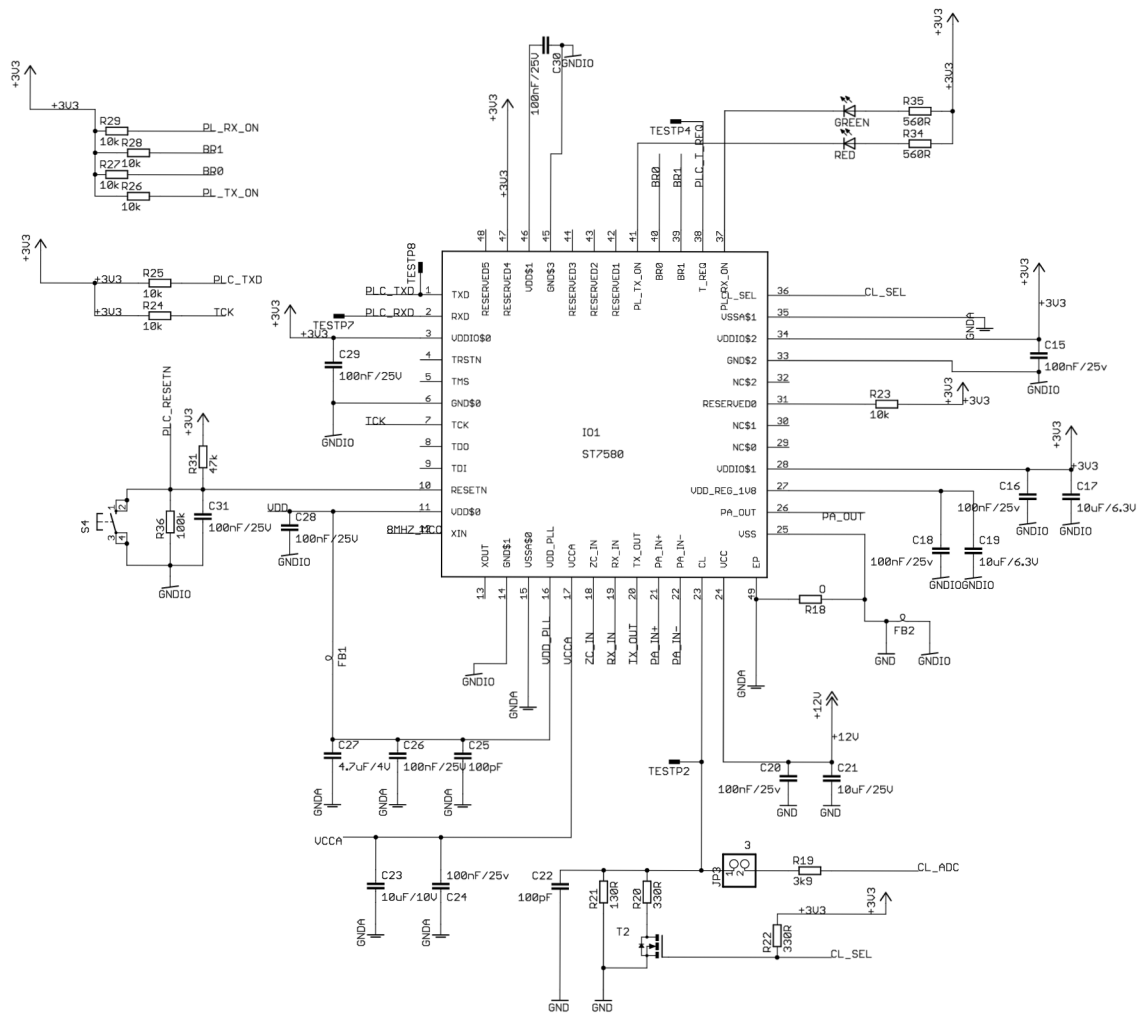 +3V3
+3V3
R29
10k
PL_RX_ON
R28
10k
BR1
R27
10k
BR0
R26
10k
PL_TX_ON
+3V3
+3V3
R25
10k
PLC_TXD
+3V3
R24
10k
TCK
100nF/25V
C30
GNDIO
+3V3
+3V3
TESTP4
PLC_T_REQ
T_REQ
BR0
BR1
GREEN
RED
R35
560R
R34
560R
+3V3
TESTP8
PLC_TXD
PLC_RXD
TESTP7
+3V3
+3V3
C29
100nF/25V
GNDIO
TCK
PLC_RESETN
+3V3
R31
47k
S4
1
2
3
4
R36
100k
C31
100nF/25V
GNDIO
VDD
C28
100nF/25V
GNDIO
8MHZ_MCO
48
47
46
45
44
43
42
41
40
39
38
37
RESERVED5
RESERVED4
VDD$1
GND$3
RESERVED3
RESERVED2
RESERVED1
PL_TX_ON
BR0
BR1
T_REQ
PL_RX_ON
1
TXD
2
RXD
3
VDDIO$0
4
TRSTN
5
TMS
6
GND$0
7
TCK
8
TDO
9
TDI
10
RESETN
11
VDD$0
12
XIN
IO1
ST7580
CL_SEL
36
VSSA$1
35
VDDIO$2
34
GND$2
33
NC$2
32
RESERVED0
31
NC$1
30
NC$0
29
VDDIO$1
28
VDD_REG_1V8
27
PA_OUT
26
VSS
25
XOUT
GND$1
VSSA$0
VDD_PLL
VCCA
ZC_IN
RX_IN
TX_OUT
PA_IN+
PA_IN-
CL
VCC
EP
13
14
15
16
17
18
19
20
21
22
23
24
49
CL_SEL
GNDA
+3V3
+3V3
C15
100nF/25v
GNDIO
R23
10k
+3V3
+3V3
+3V3
+3V3
C16
100nF/25v
GNDIO
C17
10uF/6.3V
GNDIO
PA_OUT
C18
100nF/25v
GNDIO
C19
10uF/6.3V
GNDIO
0
R18
0
FB2
GND
GNDIO
GNDA
0
FB1
GNDIO
GNDA
VDD_PLL
VCCA
ZC_IN
RX_IN
TX_OUT
PA_IN+
PA_IN-
C27
4.7uF/4V
GNDA
C26
100nF/25V
GNDA
C25
100pF
GNDA
+12V
+12V
TESTP2
C20
100nF/25v
GND
C21
10uF/25V
GND
VCCA
C23
10uF/10V
GNDA
100nF/25v
C24
GNDA
C22
100pF
GND
R21
130R
GND
R20
330R
T2
JP3
1
2
3
R19
3k9
CL_ADC
+3V3
+3V3
R22
330R
CL_SEL